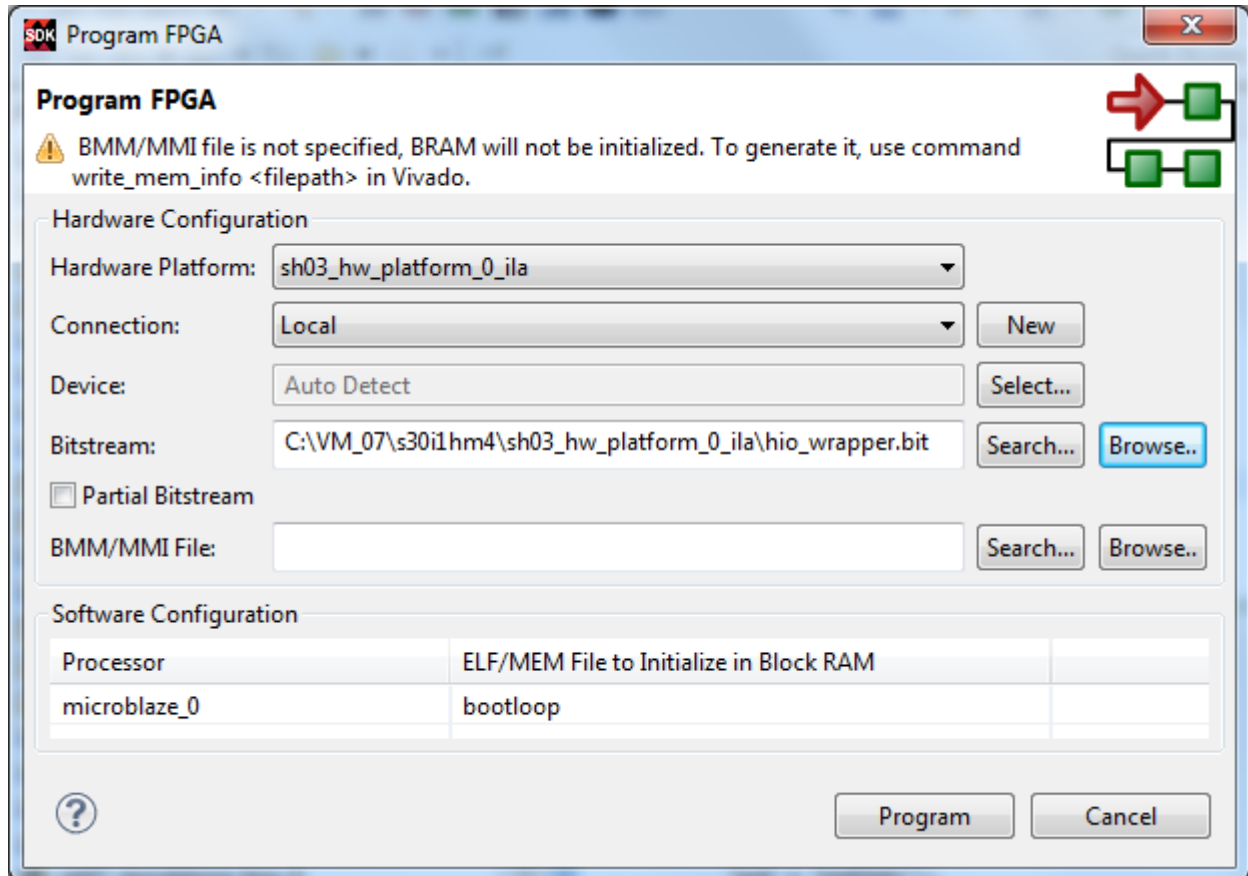 SDK Program FPGA
Program FPGA
BMM/MMI file is not specified, BRAM will not be initialized. To generate it, use command
write_mem_info <filepath> in Vivado.
Hardware Configuration
Hardware Platform: sh03_hw_platform_0_ila
Connection: Local New
Device: Auto Detect Select...
Bitstream: C:\VM_07\s30i1hm4\sh03_hw_platform_0_ila\hio_wrapper.bit Search... Browse..
Partial Bitstream
BMM/MMI File: Search... Browse..
Software Configuration
Processor ELF/MEM File to Initialize in Block RAM
microblaze_0 bootloop
? Program Cancel